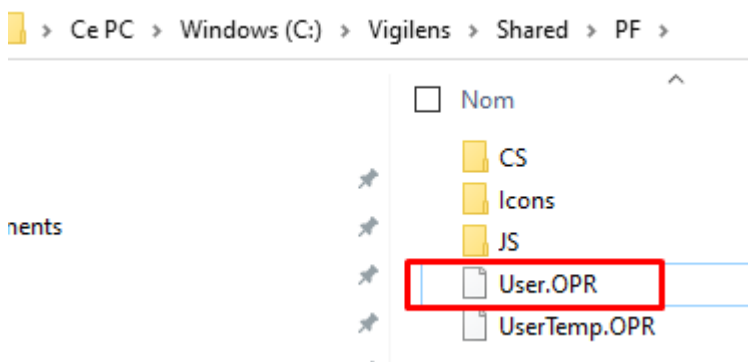 Ce PC > Windows (C:) > Vigilens > Shared > PF >
Nom
CS
Icons
nents
JS
User.OPR
UserTemp.OPR